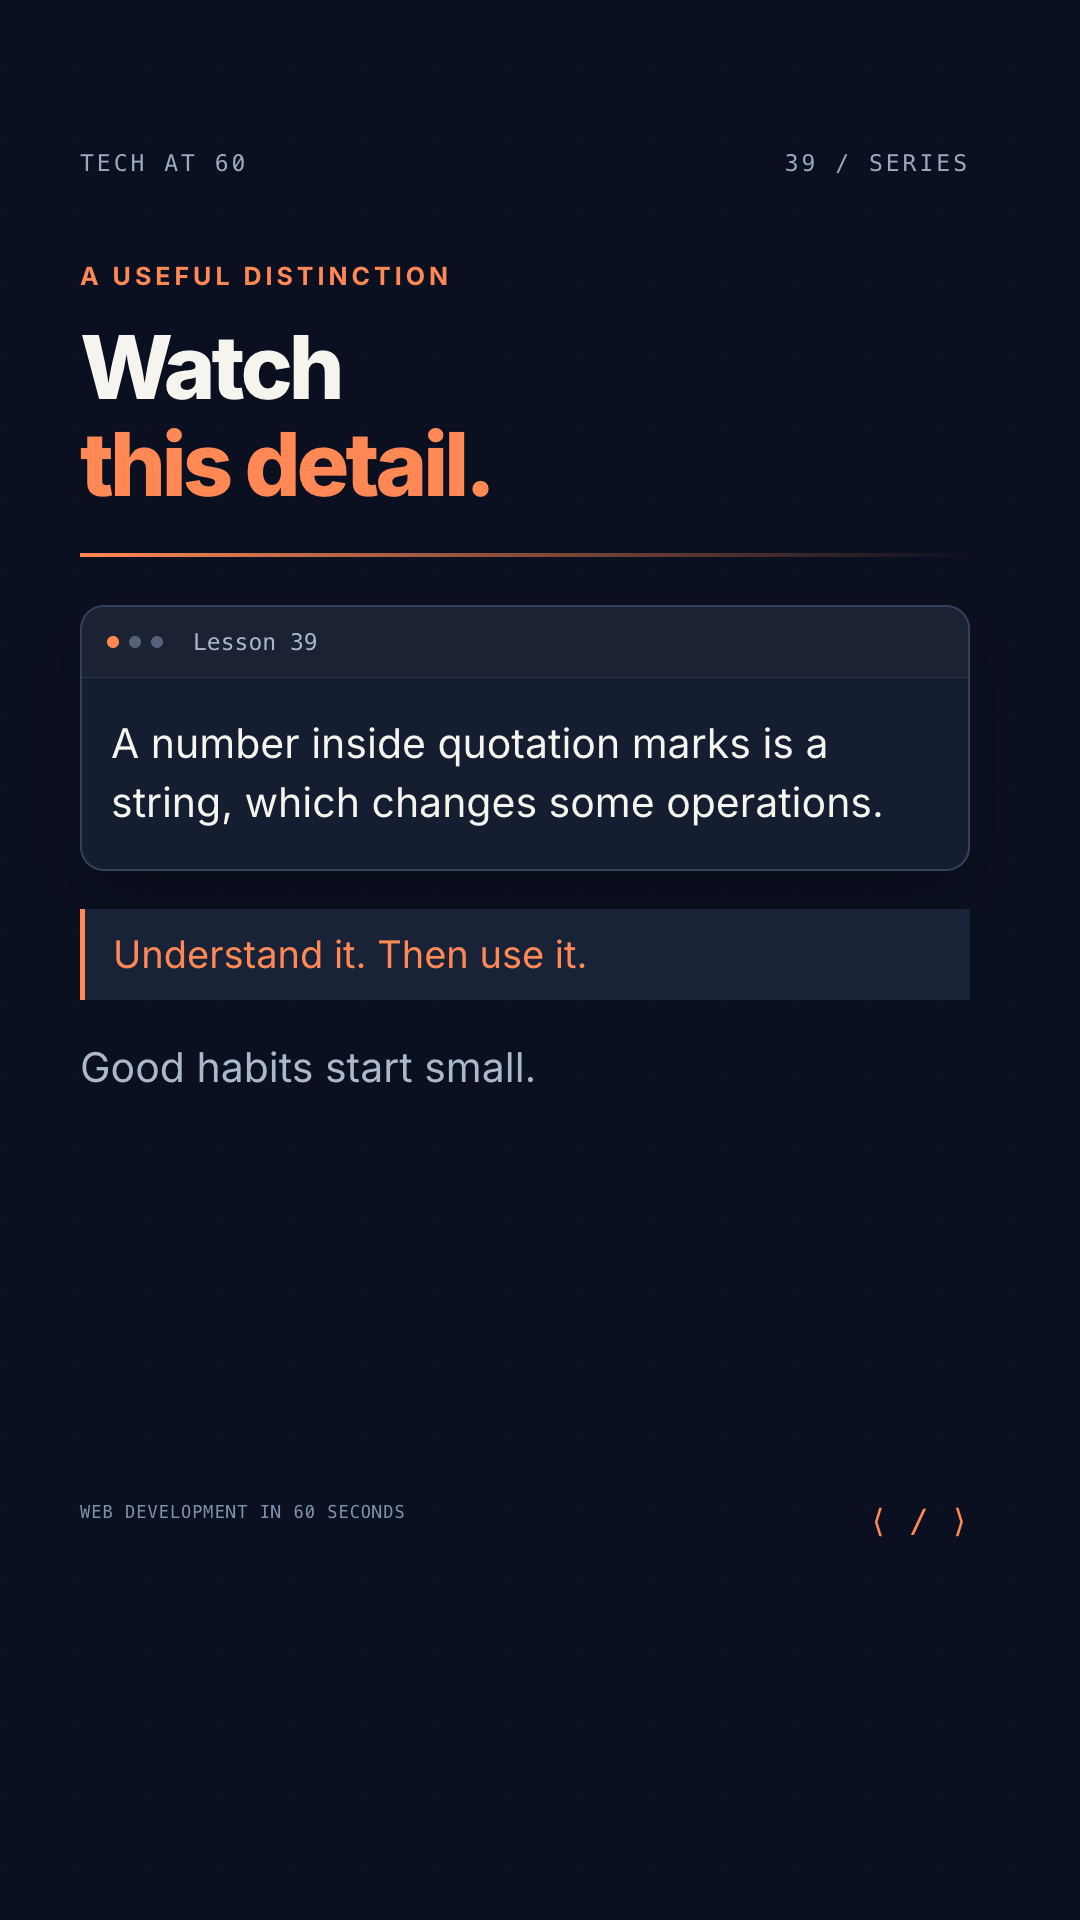 TECH AT 60
39 / SERIES
A USEFUL DISTINCTION
Watch
this detail.
Lesson 39
A number inside quotation marks is a
string, which changes some operations.
Understand it. Then use it.
Good habits start small.
WEB DEVELOPMENT IN 60 SECONDS
⟨ / ⟩